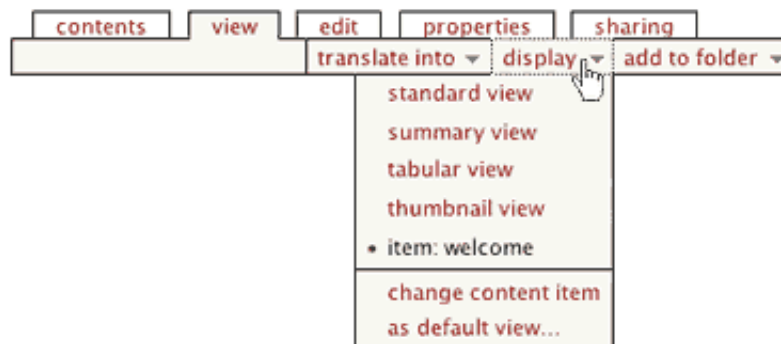 contents view edit properties sharing
translate into display add to folder
standard view
summary view
tabular view
thumbnail view
• item: welcome
change content item
as default view...